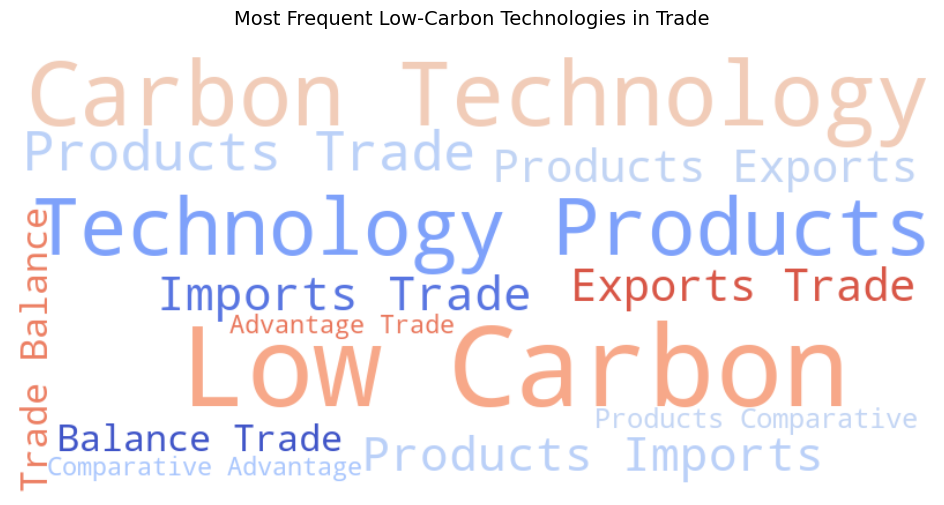 Most Frequent Low-Carbon Technologies in Trade
Carbon Technology
Products Trade
Products Exports
Technology Products
Trade Balance
Imports Trade
Exports Trade
Advantage Trade
Low Carbon
Products Comparative
Balance Trade
Products Imports
Comparative Advantage